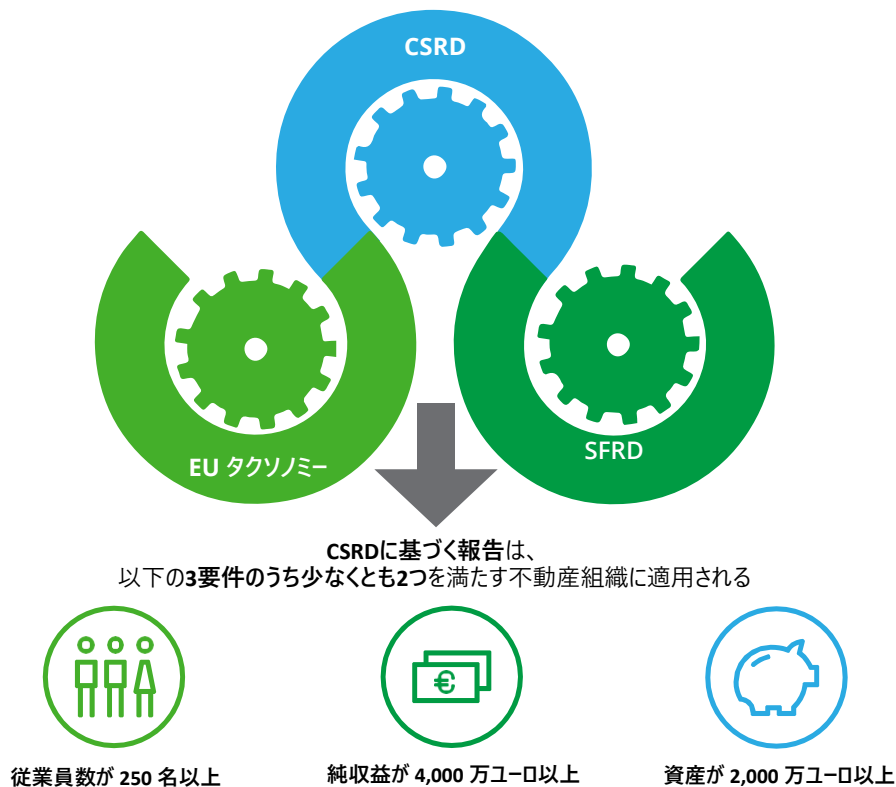 CSRD
EU タクソノミー
SFRD
CSRDに基づく報告は、
以下の3要件のうち少なくとも2つを満たす不動産組織に適用される
€
従業員数が 250 名以上
純収益が 4,000 万ユーロ以上
資産が 2,000 万ユーロ以上